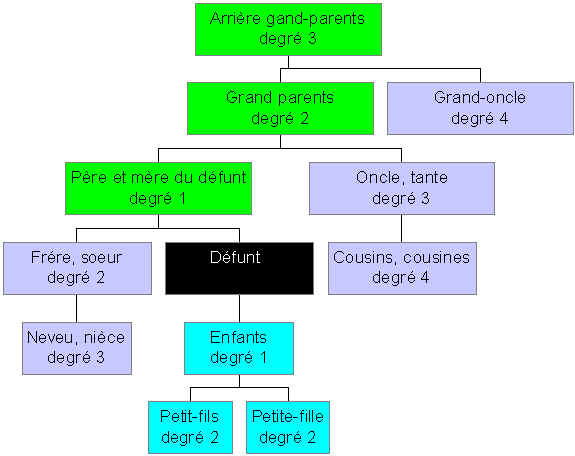 Arrière gand-parents
degré 3
Grand parents
degré 2
Grand-oncle
degré 4
Père et mère du défunt
degré 1
Oncle, tante
degré 3
Frére, soeur
degré 2
Défunt
Cousins, cousines
degré 4
Neveu, nièce
degré 3
Enfants
degré 1
Petit-fils
degré 2
Petite-fille
degré 2